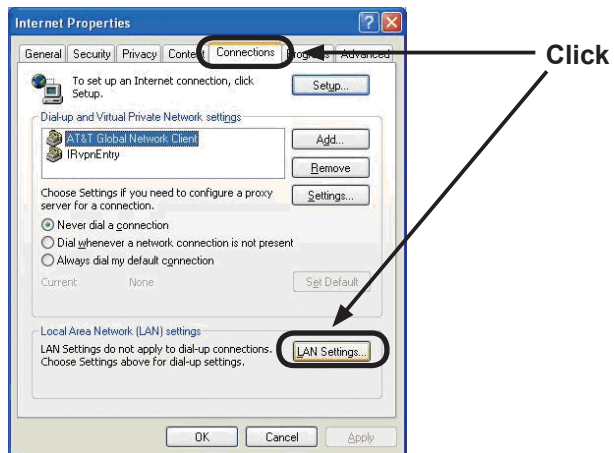 Internet Properties
General Security Privacy Content Connections Programs Advanced
Click
To set up an Internet connection, click
Setup.
Setup...
Dial-up and Virtual Private Network settings
AT&T Global Network Client
IRvpnEntry
Add...
Remove
Choose Settings if you need to configure a proxy
server for a connection.
Settings...
Never dial a connection
Dial whenever a network connection is not present
Always dial my default connection
Current None
Set Default
Local Area Network (LAN) settings
LAN Settings do not apply to dial-up connections.
Choose Settings above for dial-up settings.
LAN Settings...
OK Cancel Apply